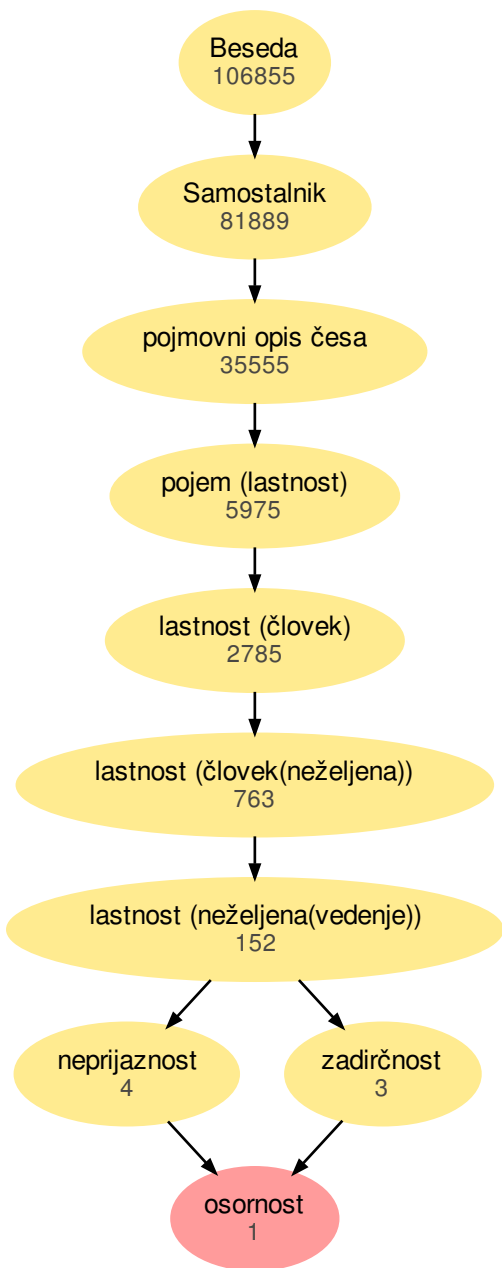 Beseda
106855
Samostalnik
81889
pojmovni opis česa
35555
pojem (lastnost)
5975
lastnost (človek)
2785
lastnost (človek(neželjena))
763
lastnost (neželjena(vedenje))
152
neprijaznost
4
zadirčnost
3
osornost
1